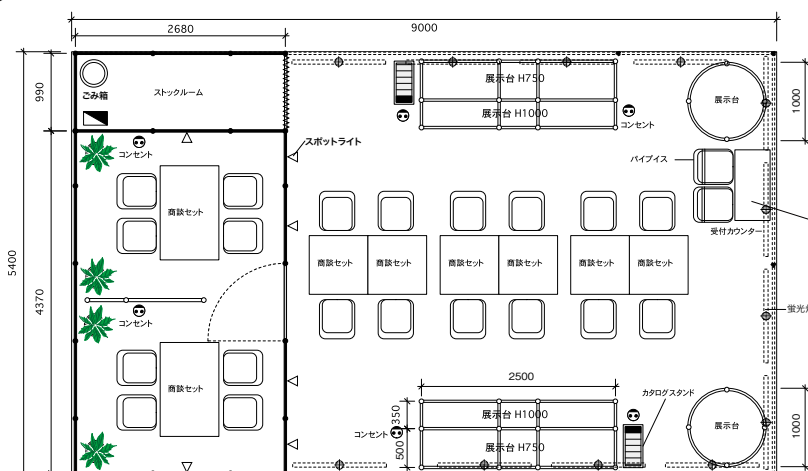 2680
9000
990
ごみ箱
ストックルーム
展示台 H750
展示台 H1000
コンセント
展示台
1000
コンセント
スポットライト
パイプイス
商談セット
受付カウンター
商談セット
商談セット
商談セット
商談セット
商談セット
商談セット
5400
4370
コンセント
蛍光
2500
商談セット
カタログスタンド
350
展示台 H1000
展示台
1000
コンセント
500
展示台 H750